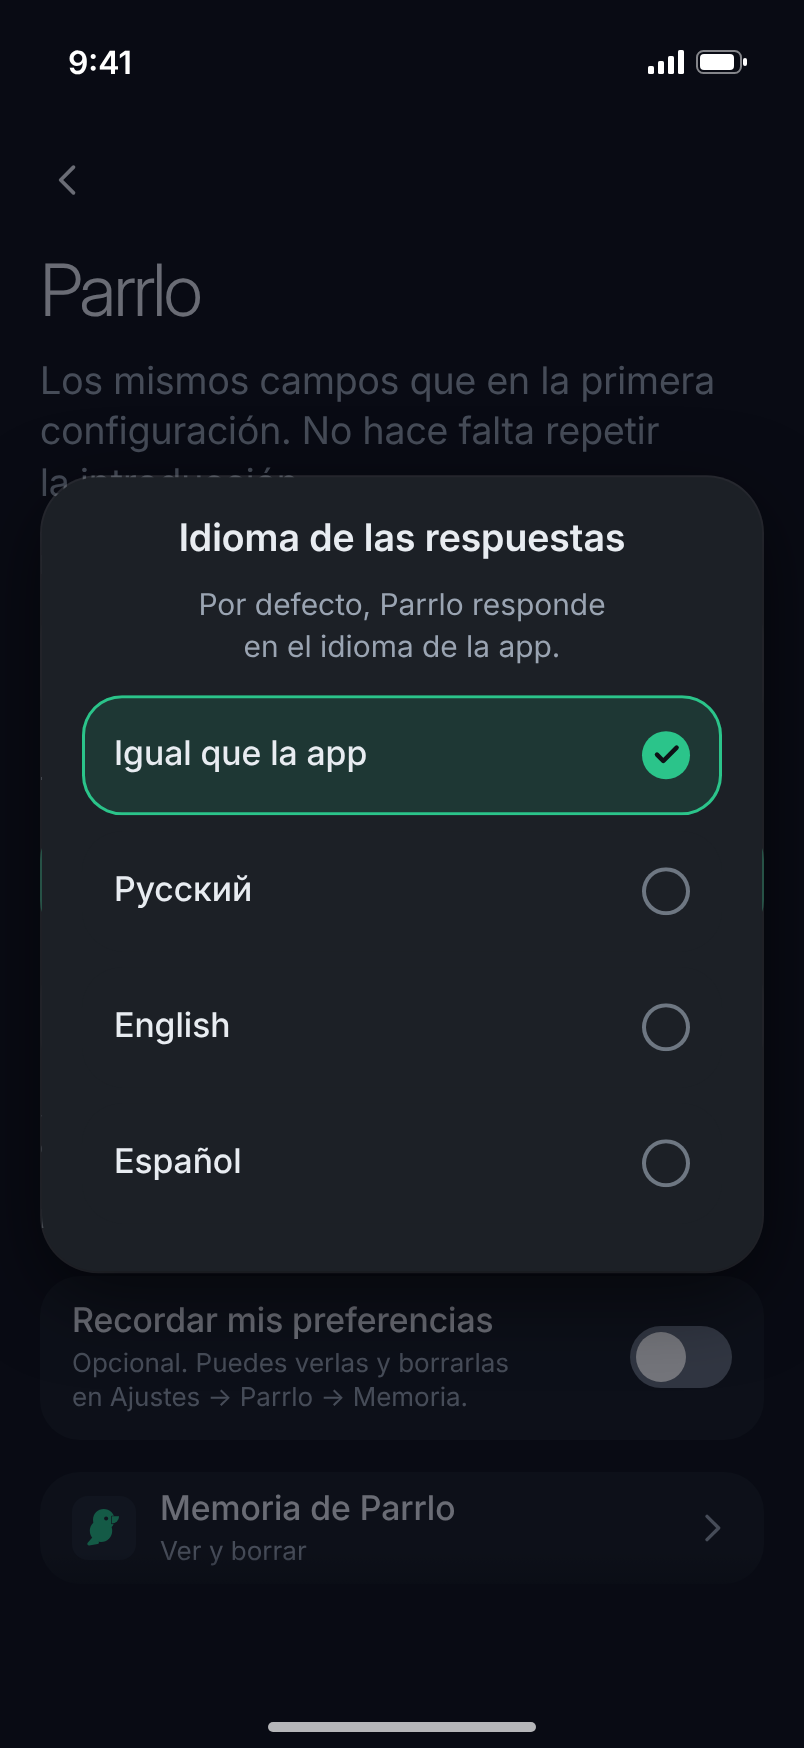 9:41
Parrlo
Los mismos campos que en la primera
configuración. No hace falta repetir
la introducción
Idioma de las respuestas
Por defecto, Parrlo responde
en el idioma de la app.
Igual que la app
Русский
English
Español
Recordar mis preferencias
Opcional. Puedes verlas y borrarlas
en Ajustes → Parrlo → Memoria.
Memoria de Parrlo
Ver y borrar